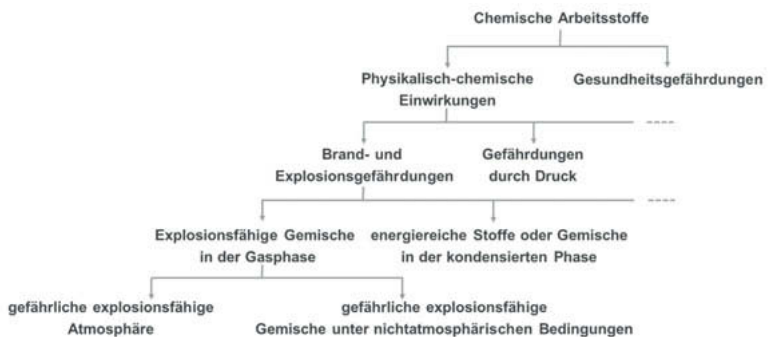 Chemische Arbeitsstoffe
Physikalisch-chemische
Einwirkungen
Gesundheitsgefährdungen
Brand- und
Explosionsgefährdungen
Gefährdungen
durch Druck
Explosionsfähige Gemische
in der Gasphase
energiereiche Stoffe oder Gemische
in der kondensierten Phase
gefährliche explosionsfähige
Atmosphäre
gefährliche explosionsfähige
Gemische unter nichtatmosphärischen Bedingungen